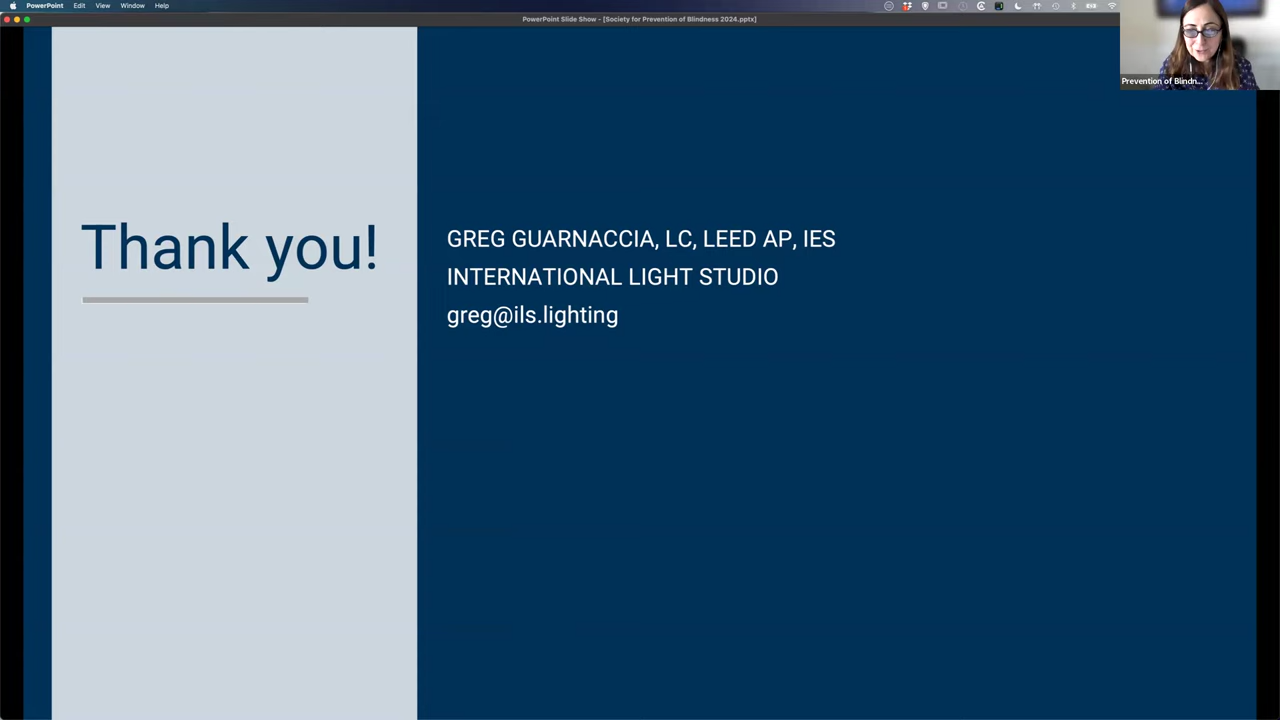 PowerPoint Edit View Window Help
PowerPoint Slide Show - [Society for Prevention of Blindness 2024.pptx]
Prevention of Blindn...
Thank you!
GREG GUARNACCIA, LC, LEED AP, IES
INTERNATIONAL LIGHT STUDIO
greg@ils.lighting